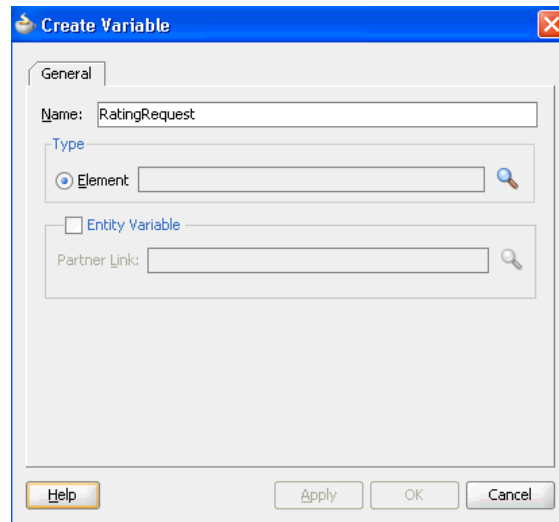 Create Variable
General
Name: RatingRequest
Type
Element
Entity Variable
Partner Link:
Help Apply OK Cancel